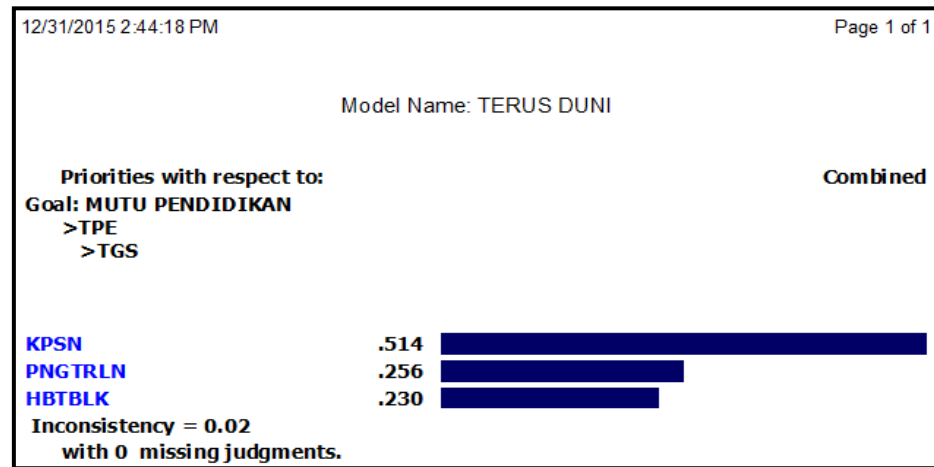 12/31/2015 2:44:18 PM Page 1 of 1
Model Name: TERUS DUNI
Priorities with respect to: Combined
Goal: MUTU PENDIDIKAN
>TPE
>TGS
KPSN .514
PNGTRLN .256
HBTBLK .230
Inconsistency = 0.02
with 0 missing judgments.